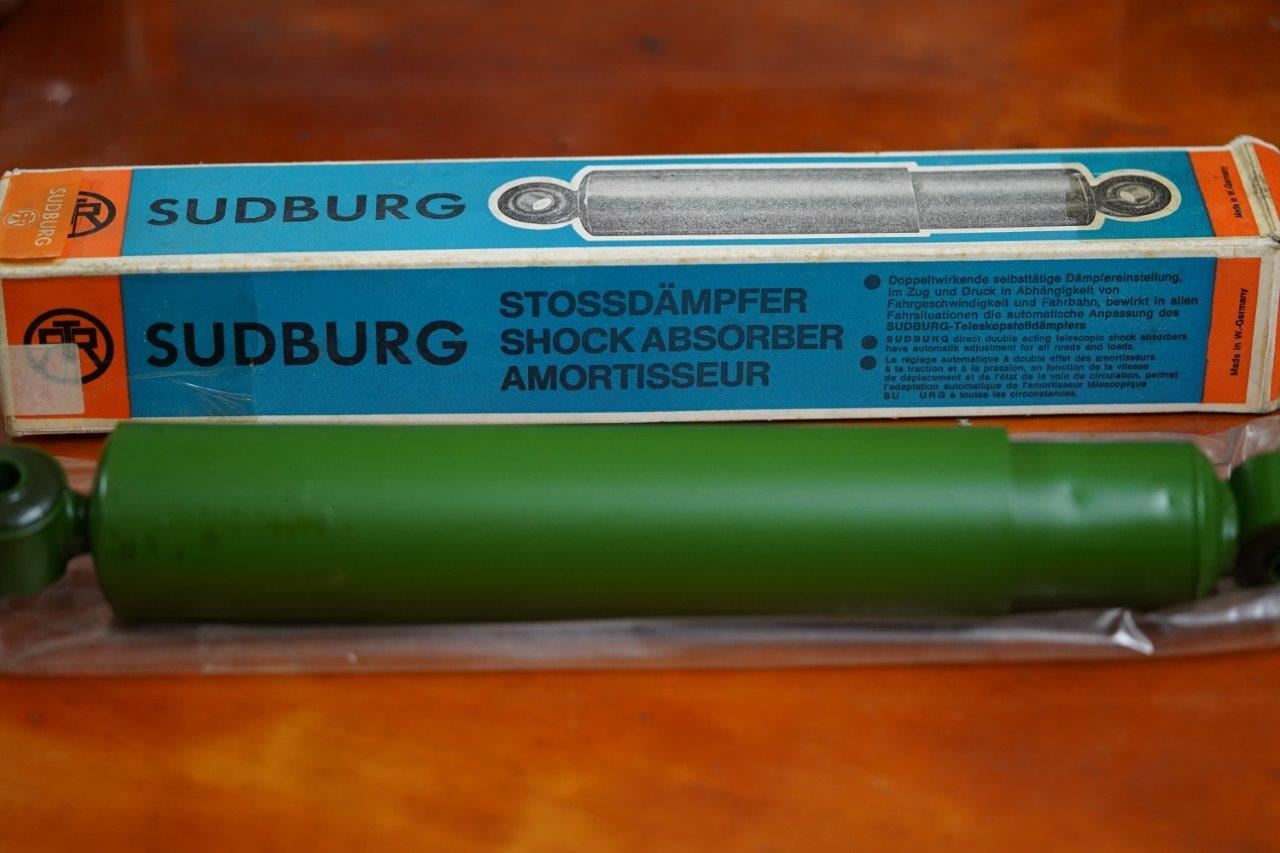 SUDBURG
SUDBURG
Made in W.-Germany
SUDBURG
STOSSDÄMPFER
SHOCK ABSORBER
AMORTISSEUR
Doppeltwirkende selbsttätige Dämpfereinstellung,
im Zug und Druck in Abhängigkeit von
Fahrgeschwindigkeit und Fahrbahn, bewirkt in allen
Fahrsituationen die automatische Anpassung des
SUDBURG-Teleskopstoßdämpfers
SUDBURG direct double acting telescopic shock absorbers
have automatik adjustment for all roads and loads.
Le réglage automatique à double effet des amortisseurs
à la traction et à la pression, en fonction de la vitesse
de déplacement et de l'état de la voie de circulation, permet
l'adaptation automatique de l'amortisseur télescopique
SU URG à toutes les circonstances.
Made in W.-Germany